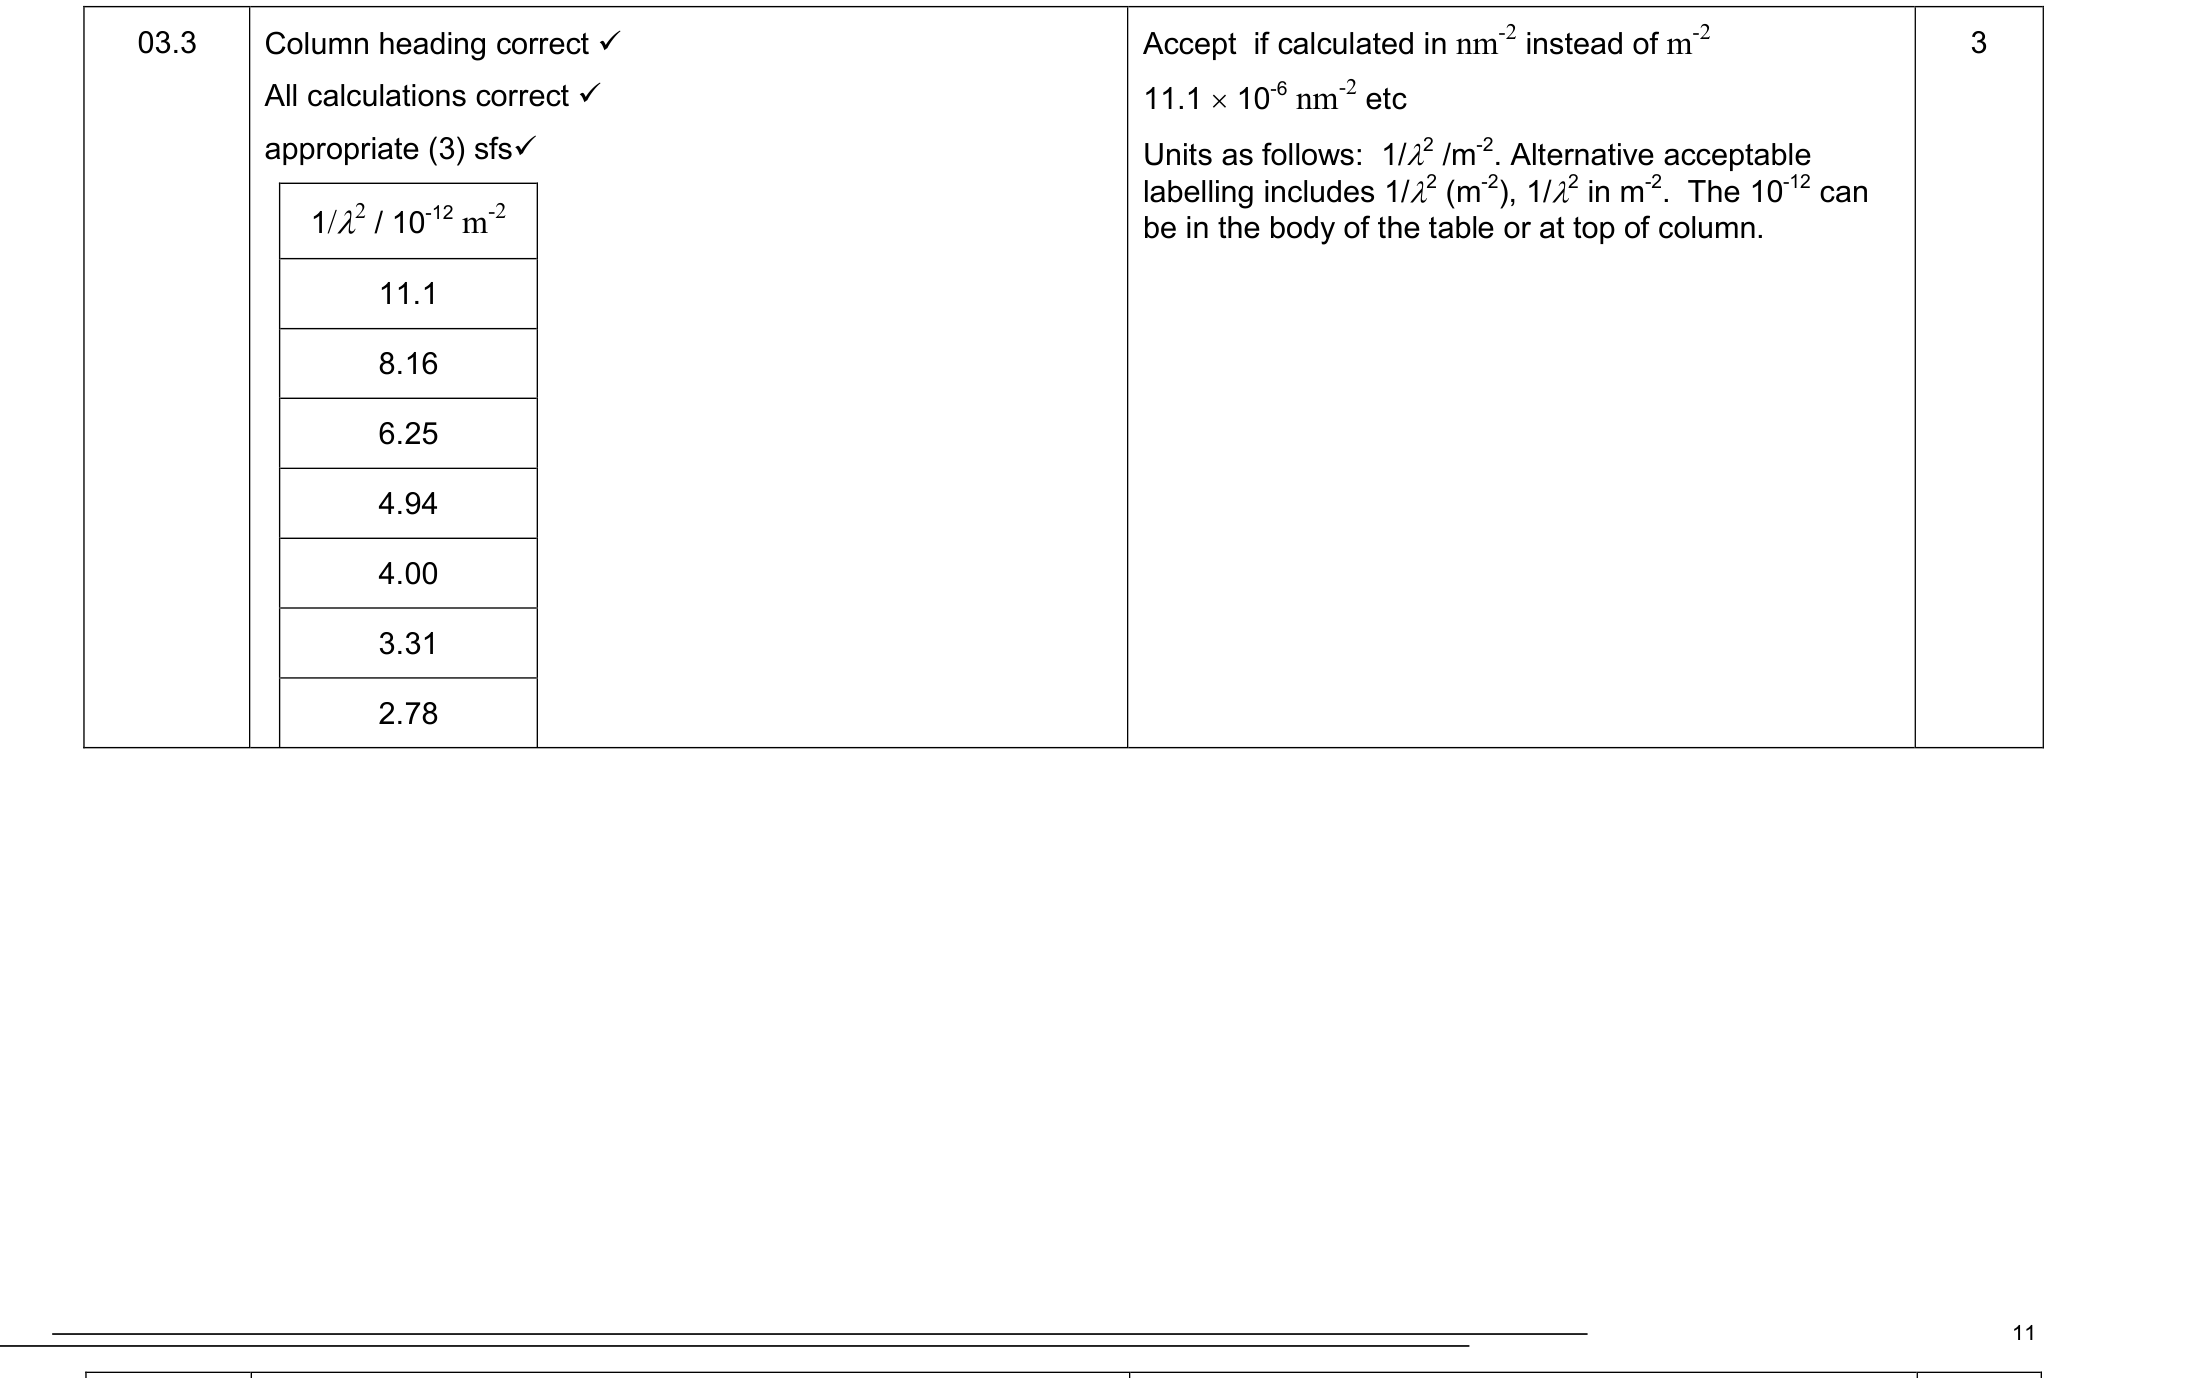 03.3
Column heading correct ✓
All calculations correct ✓
appropriate (3) sfs✓
1/λ² / 10⁻¹² m⁻²
11.1
8.16
6.25
4.94
4.00
3.31
2.78
Accept if calculated in nm⁻² instead of m⁻²
11.1 × 10⁻⁶ nm⁻² etc
Units as follows: 1/λ² /m⁻². Alternative acceptable
labelling includes 1/λ² (m⁻²), 1/λ² in m⁻². The 10⁻¹² can
be in the body of the table or at top of column.
3
11